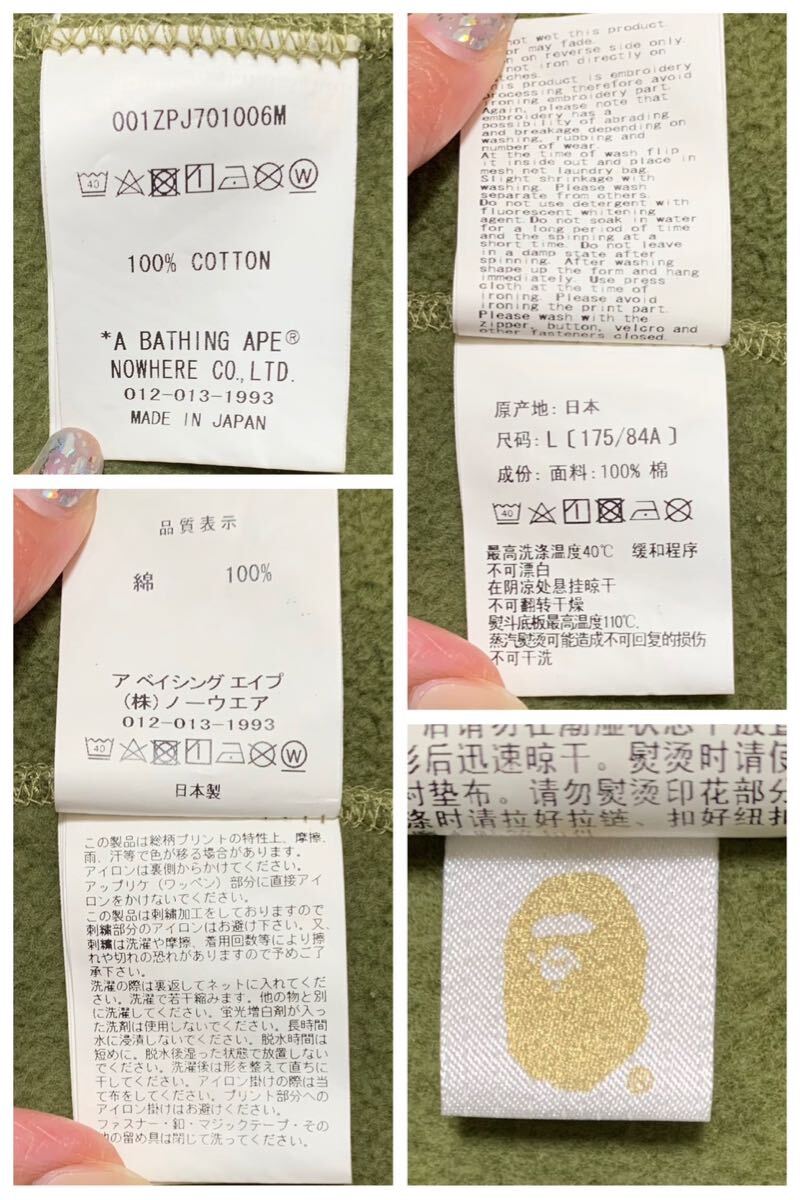 001ZPJ701006M
40
W
100% COTTON
*A BATHING APE®
NOWHERE CO.,LTD.
012-013-1993
MADE IN JAPAN
not wet this product.
or may fade.
on reverse side only.
not iron directly on
this product is embroidery
processing therefore avoid
ironing embroidery part.
Again, please note that
embroidery has a
possibility of abrading
and breakage depending on
washing, rubbing and
number of wear.
At the time of wash flip
it inside out and place in
mesh net laundry bag.
Slight shrinkage with
washing. Please wash
separate from others.
Do not use detergent with
fluorescent whitening
agent. Do not soak in water
for a long period of time
and the spinning at a
short time. Do not leave
in a damp state after
spinning. After washing
shape up the form and hang
immediately. Use press
cloth at the time of
ironing. Please avoid
ironing the print part.
Please wash with the
zipper, button, velcro and
other fasteners closed.
原产地: 日本
尺码: L〔175/84A〕
成份: 面料: 100% 棉
40
最高洗涤温度40℃ 缓和程序
不可漂白
在阴凉处悬挂晾干
不可翻转干燥
熨斗底板最高温度110℃.
蒸汽熨烫可能造成不可回复的损伤
不可干洗
品質表示
綿 100%
ア ベイシング エイプ
(株) ノーウエア
012-013-1993
40
W
日本製
この製品は総柄プリントの特性上、摩擦、
雨、汗等で色が移る場合があります。
アイロンは裏側からかけてください。
アップリケ（ワッペン）部分に直接アイ
ロンをかけないでください。
この製品は刺繍加工をしておりますので
刺繍部分のアイロンはお避け下さい。又、
刺繍は洗濯や摩擦、着用回数等により擦
れや切れの恐れがありますので予めご了
承下さい。
洗濯の際は裏返してネットに入れてくだ
さい。洗濯で若干縮みます。他の物と別
に洗濯してください。蛍光増白剤が入っ
た洗剤は使用しないでください。長時間
水に浸漬しないでください。脱水時間は
短めに。脱水後湿った状態で放置しない
でください。洗濯後は形を整えて直ちに
干してください。アイロン掛けの際は当
て布をしてください。プリント部分への
アイロン掛けはお避けください。
ファスナー・釦・マジックテープ・その
他の留め具は閉じて洗ってください。
后请勿在潮湿状态下放置
形后迅速晾干。熨烫时请使
衬垫布。请勿熨烫印花部分
涤时请拉好拉链、扣好纽扣
®